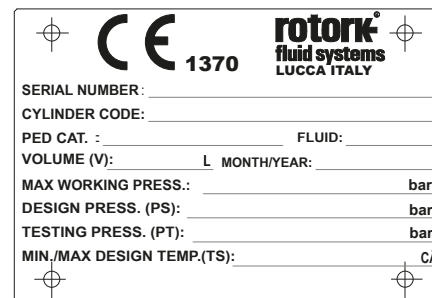 CE 1370
rotork
fluid systems
LUCCA ITALY
SERIAL NUMBER:
CYLINDER CODE:
PED CAT. : FLUID:
VOLUME (V): L MONTH/YEAR:
MAX WORKING PRESS.: bar
DESIGN PRESS. (PS): bar
TESTING PRESS. (PT): bar
MIN./MAX DESIGN TEMP.(TS):